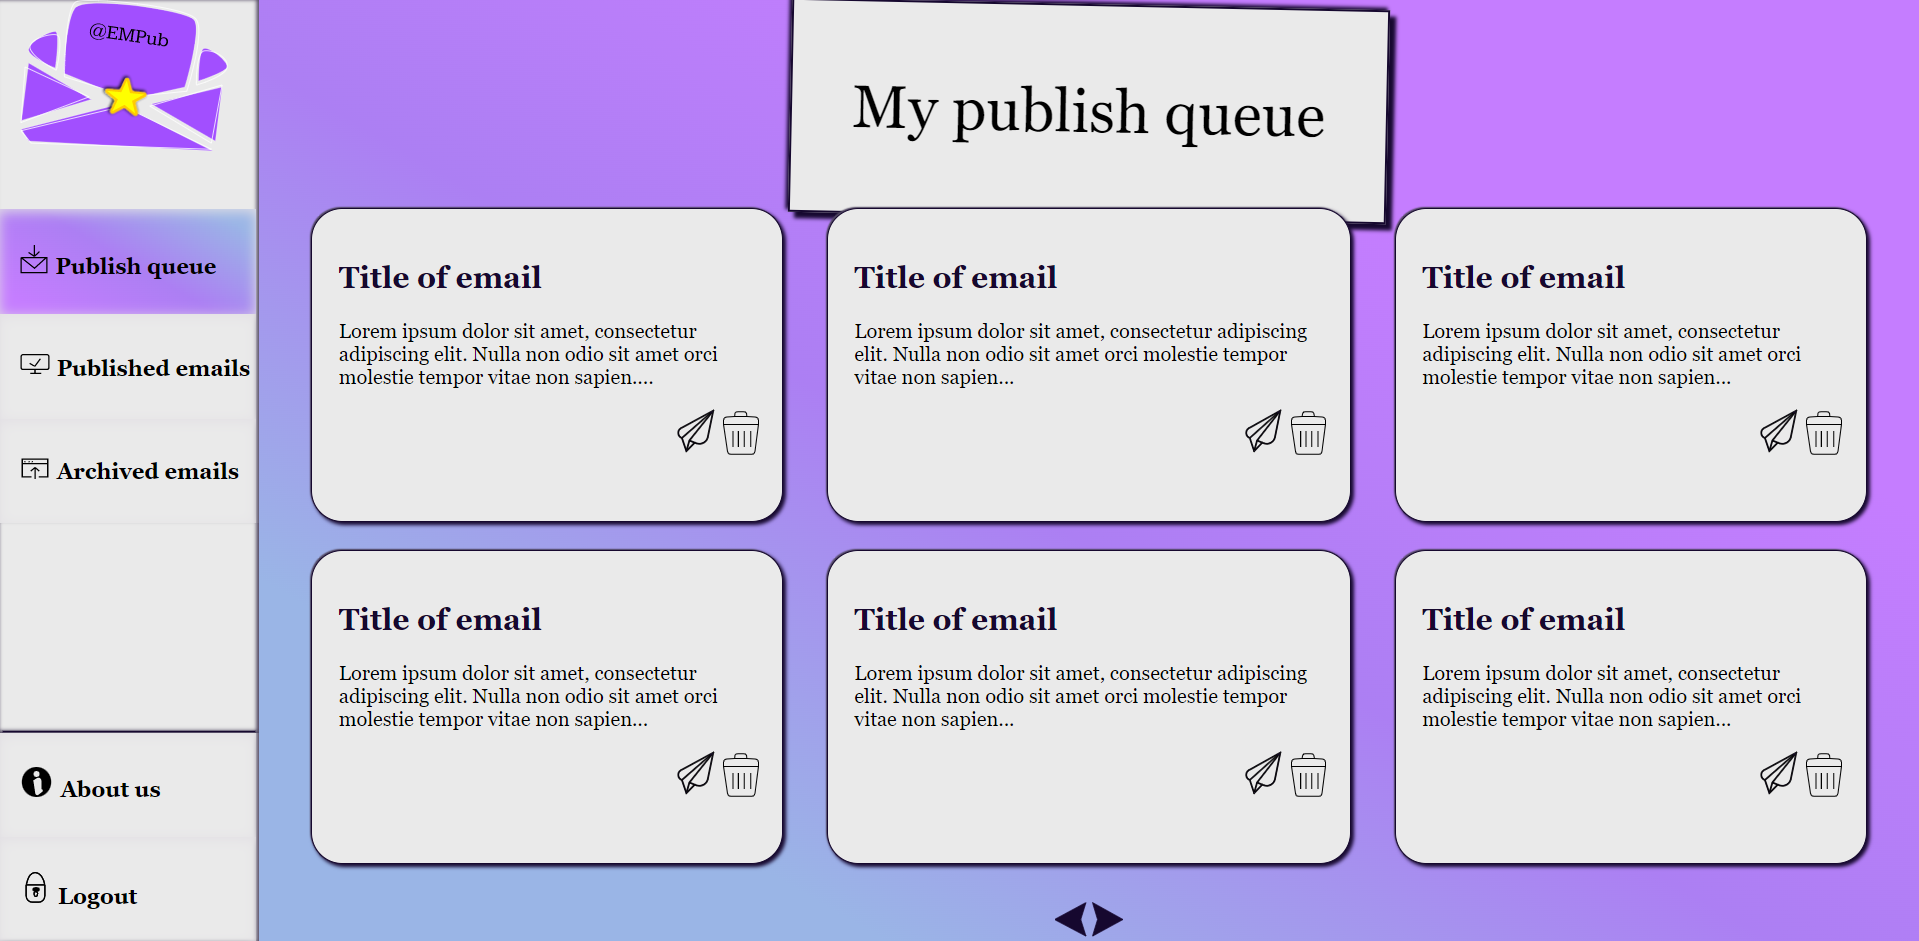 @EMPub
Publish queue
Published emails
Archived emails
About us
Logout
My publish queue
Title of email
Lorem ipsum dolor sit amet, consectetur
adipiscing elit. Nulla non odio sit amet orci
molestie tempor vitae non sapien....
Title of email
Lorem ipsum dolor sit amet, consectetur adipiscing
elit. Nulla non odio sit amet orci molestie tempor
vitae non sapien...
Title of email
Lorem ipsum dolor sit amet, consectetur
adipiscing elit. Nulla non odio sit amet orci
molestie tempor vitae non sapien...
Title of email
Lorem ipsum dolor sit amet, consectetur
adipiscing elit. Nulla non odio sit amet orci
molestie tempor vitae non sapien...
Title of email
Lorem ipsum dolor sit amet, consectetur adipiscing
elit. Nulla non odio sit amet orci molestie tempor
vitae non sapien...
Title of email
Lorem ipsum dolor sit amet, consectetur
adipiscing elit. Nulla non odio sit amet orci
molestie tempor vitae non sapien...